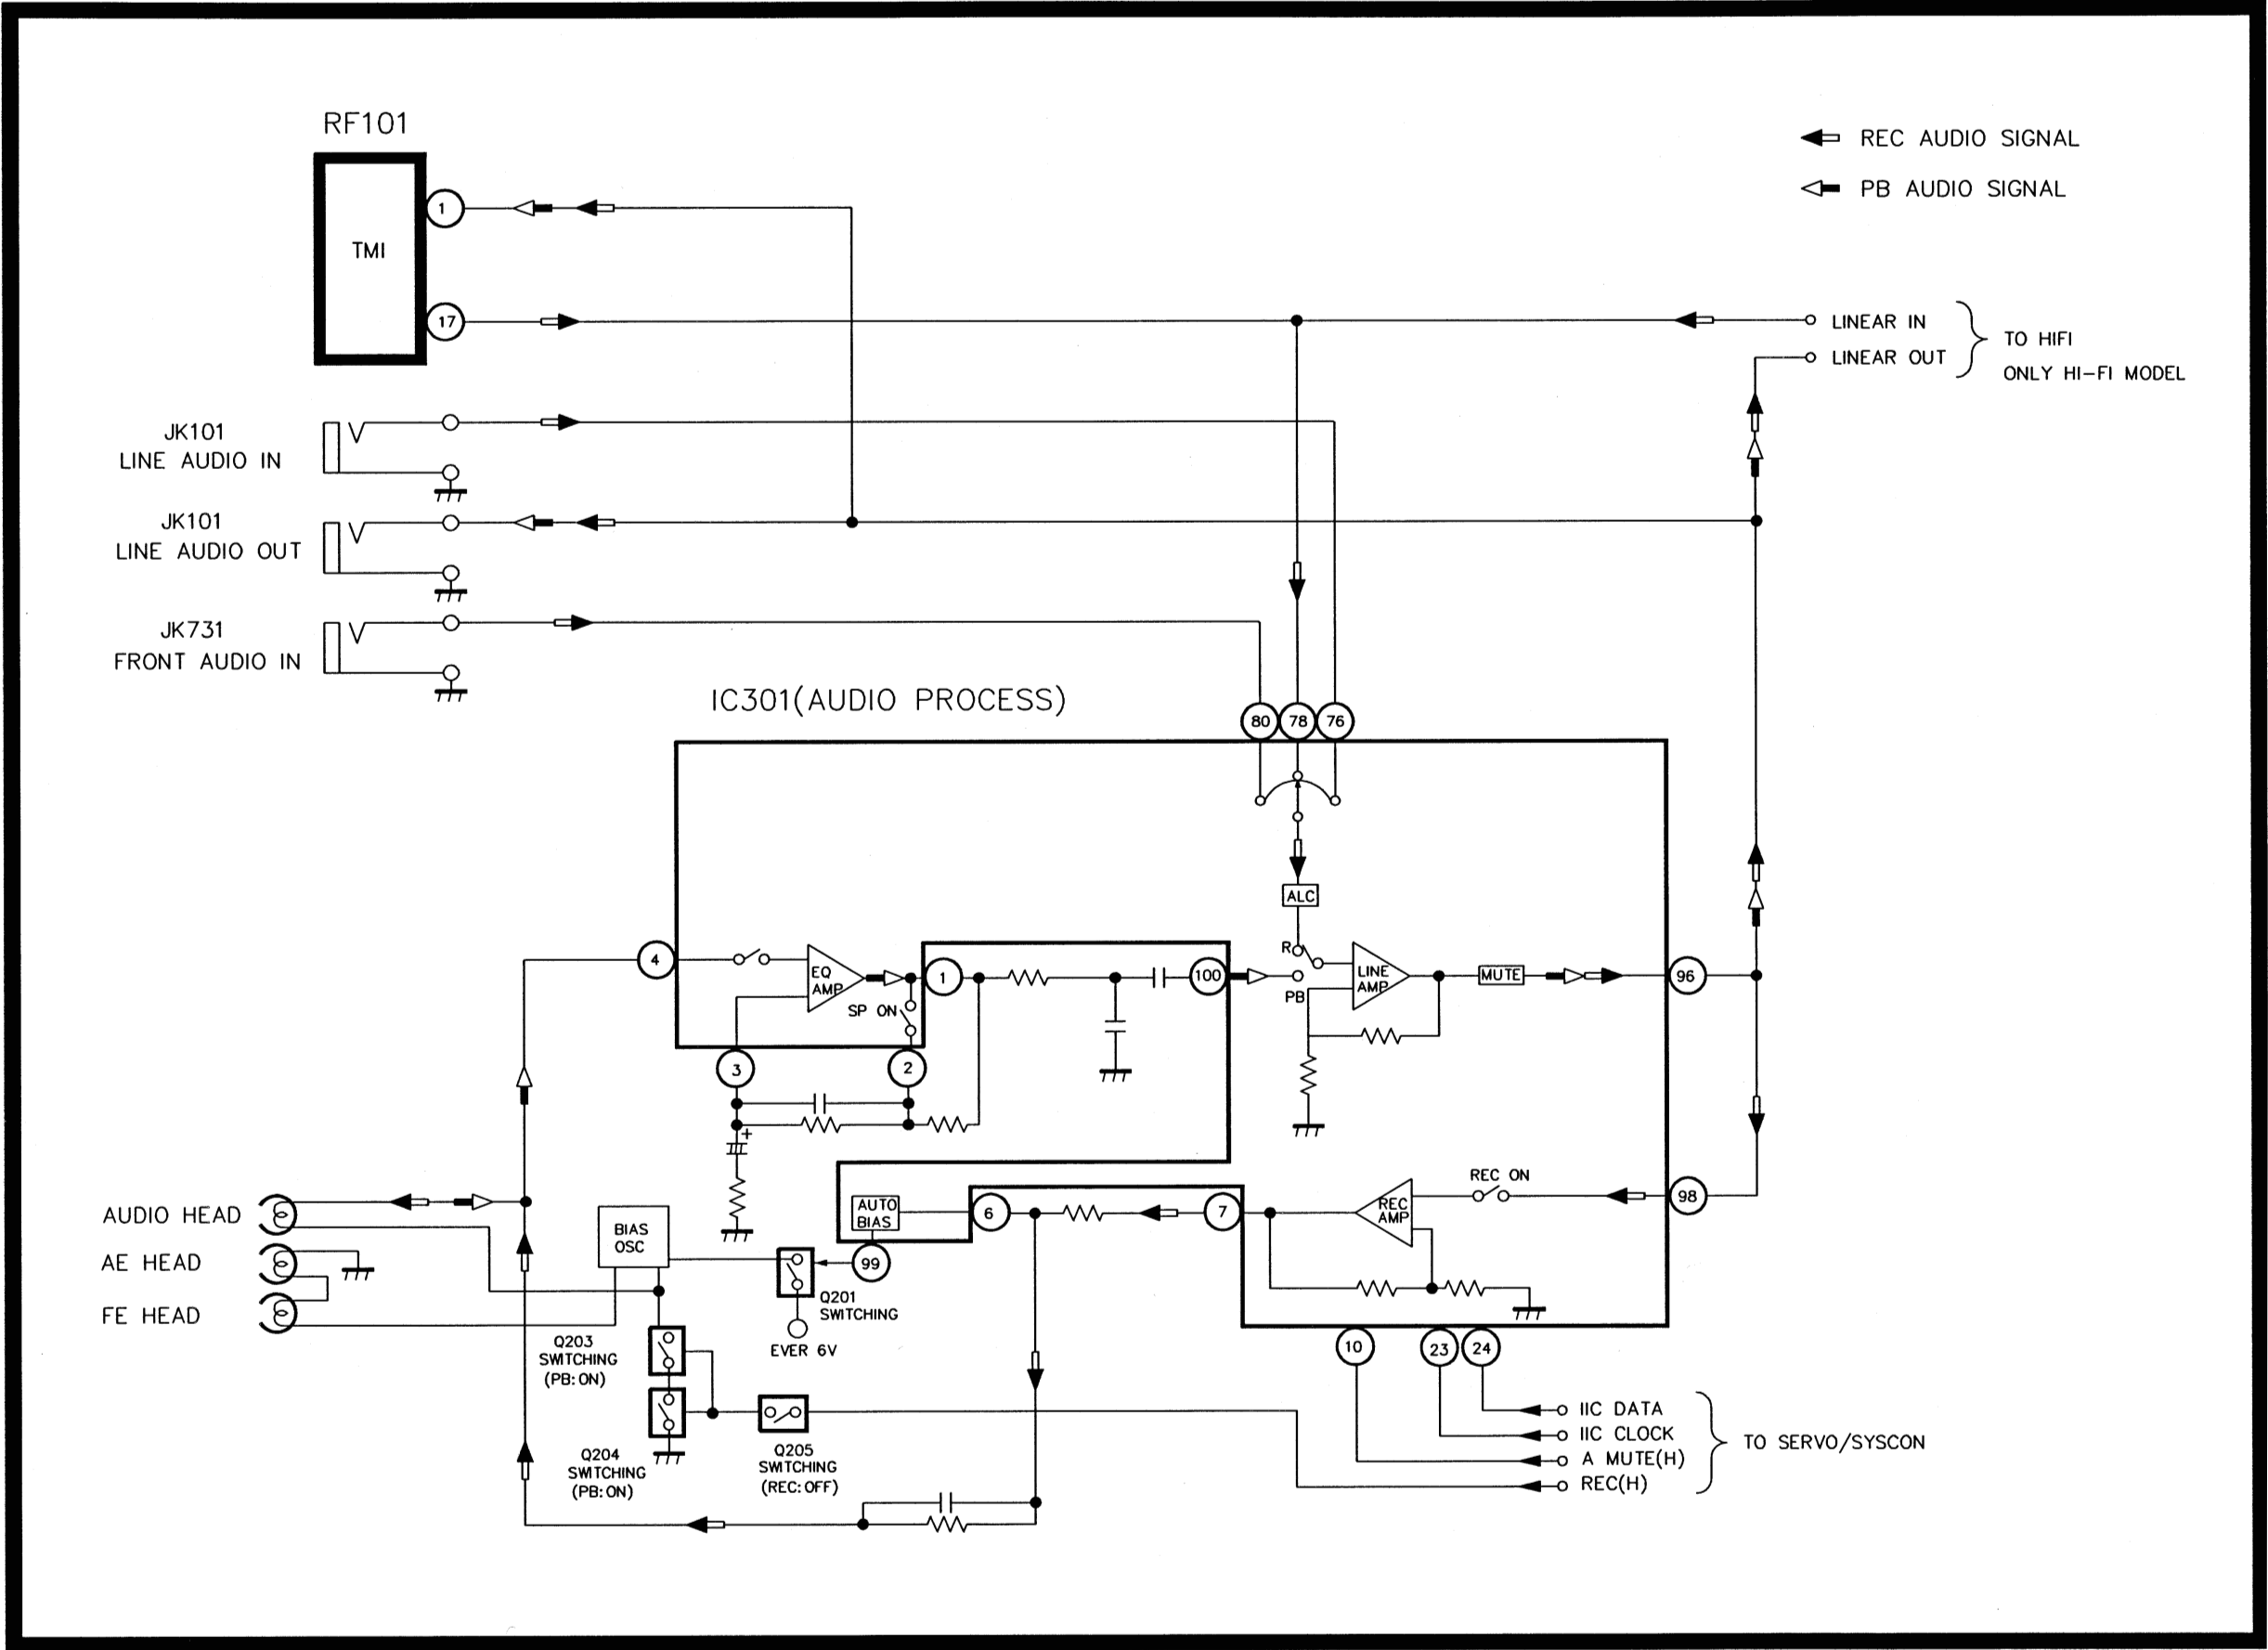 RF101
REC AUDIO SIGNAL
PB AUDIO SIGNAL
1
TMI
17
LINEAR IN
LINEAR OUT
TO HIFI
ONLY HI-FI MODEL
JK101
LINE AUDIO IN
JK101
LINE AUDIO OUT
JK731
FRONT AUDIO IN
IC301(AUDIO PROCESS)
80
78
76
ALC
R
PB
4
EQ
AMP
SP ON
1
100
LINE
AMP
MUTE
96
3
2
+
REC ON
98
REC
AMP
AUTO
BIAS
6
7
99
AUDIO HEAD
AE HEAD
FE HEAD
BIAS
OSC
Q201
SWITCHING
EVER 6V
Q203
SWITCHING
(PB:ON)
Q204
SWITCHING
(PB:ON)
Q205
SWITCHING
(REC:OFF)
10
23
24
IIC DATA
IIC CLOCK
A MUTE(H)
REC(H)
TO SERVO/SYSCON